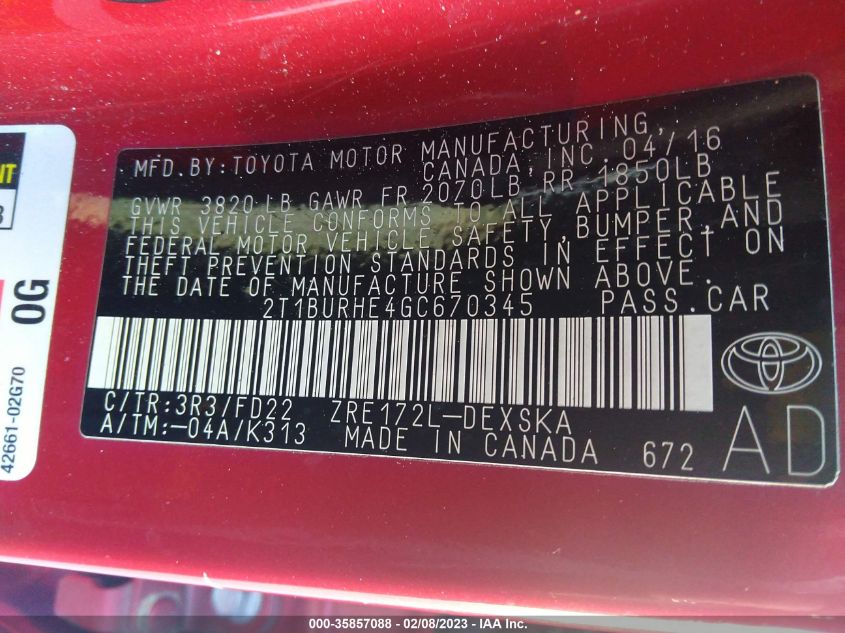 MFD.BY:TOYOTA MOTOR MANUFACTURING,
CANADA, INC. 04/16
GVWR 3820 LB GAWR FR 2070LB RR 1850LB
THIS VEHICLE CONFORMS TO ALL APPLICABLE
FEDERAL MOTOR VEHICLE SAFETY, BUMPER, AND
THEFT PREVENTION STANDARDS IN EFFECT ON
THE DATE OF MANUFACTURE SHOWN ABOVE.
2T1BURHE4GC670345 PASS.CAR
C/TR:3R3/FD22 ZRE172L-DEXSKA
A/TM:-04A/K313 MADE IN CANADA 672
AD
0G
42661-02G70
000-35857088 - 02/08/2023 - IAA Inc.